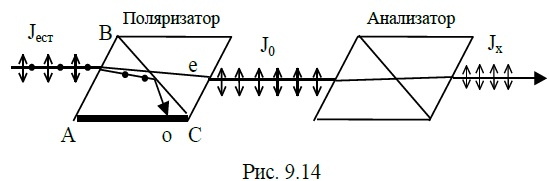 Поляризатор Анализатор
Jест B J0 Jx
e
A o C
Рис. 9.14